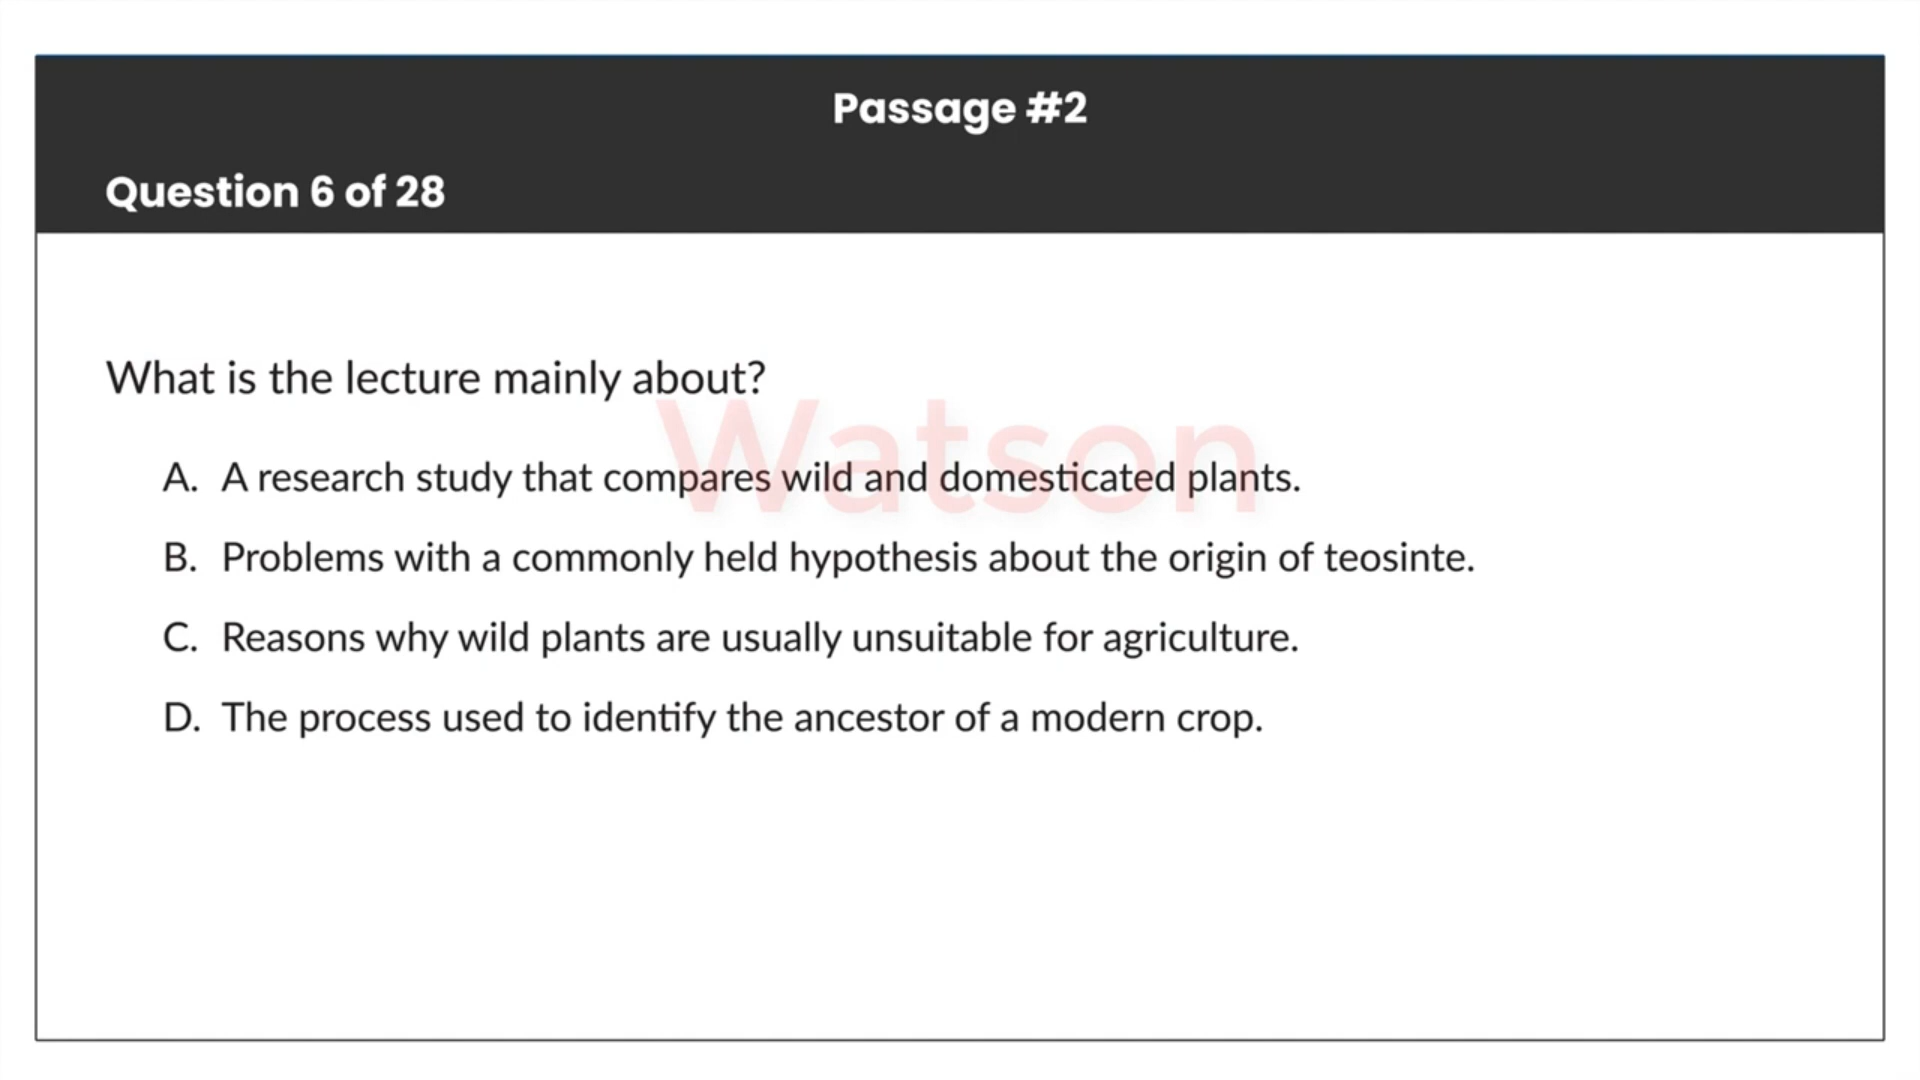 Passage #2
Question 6 of 28
What is the lecture mainly about?
Watson
A. A research study that compares wild and domesticated plants.
B. Problems with a commonly held hypothesis about the origin of teosinte.
C. Reasons why wild plants are usually unsuitable for agriculture.
D. The process used to identify the ancestor of a modern crop.